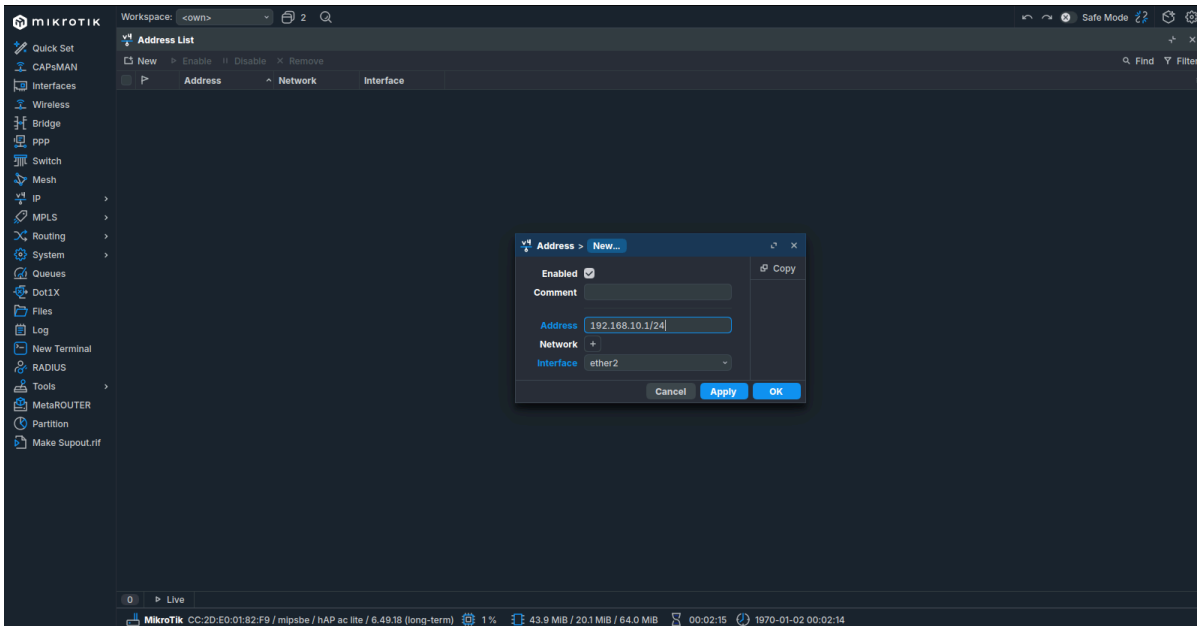 MikroTik
Workspace: <own> 2 Safe Mode
Address List
New Enable Disable Remove Find Filter
Address Network Interface
Quick Set
CAPsMAN
Interfaces
Wireless
Bridge
PPP
Switch
Mesh
IP
MPLS
Routing
System
Queues
Dot1X
Files
Log
New Terminal
RADIUS
Tools
MetaROUTER
Partition
Make Supout.rif
Address > New...
Enabled
Copy
Comment
Address 192.168.10.1/24
Network +
Interface ether2
Cancel Apply OK
0 Live
MikroTik CC:2D:E0:01:82:F9 / mipsbe / hAP ac lite / 6.49.18 (long-term) 1 % 43.9 MiB / 20.1 MiB / 64.0 MiB 00:02:15 1970-01-02 00:02:14